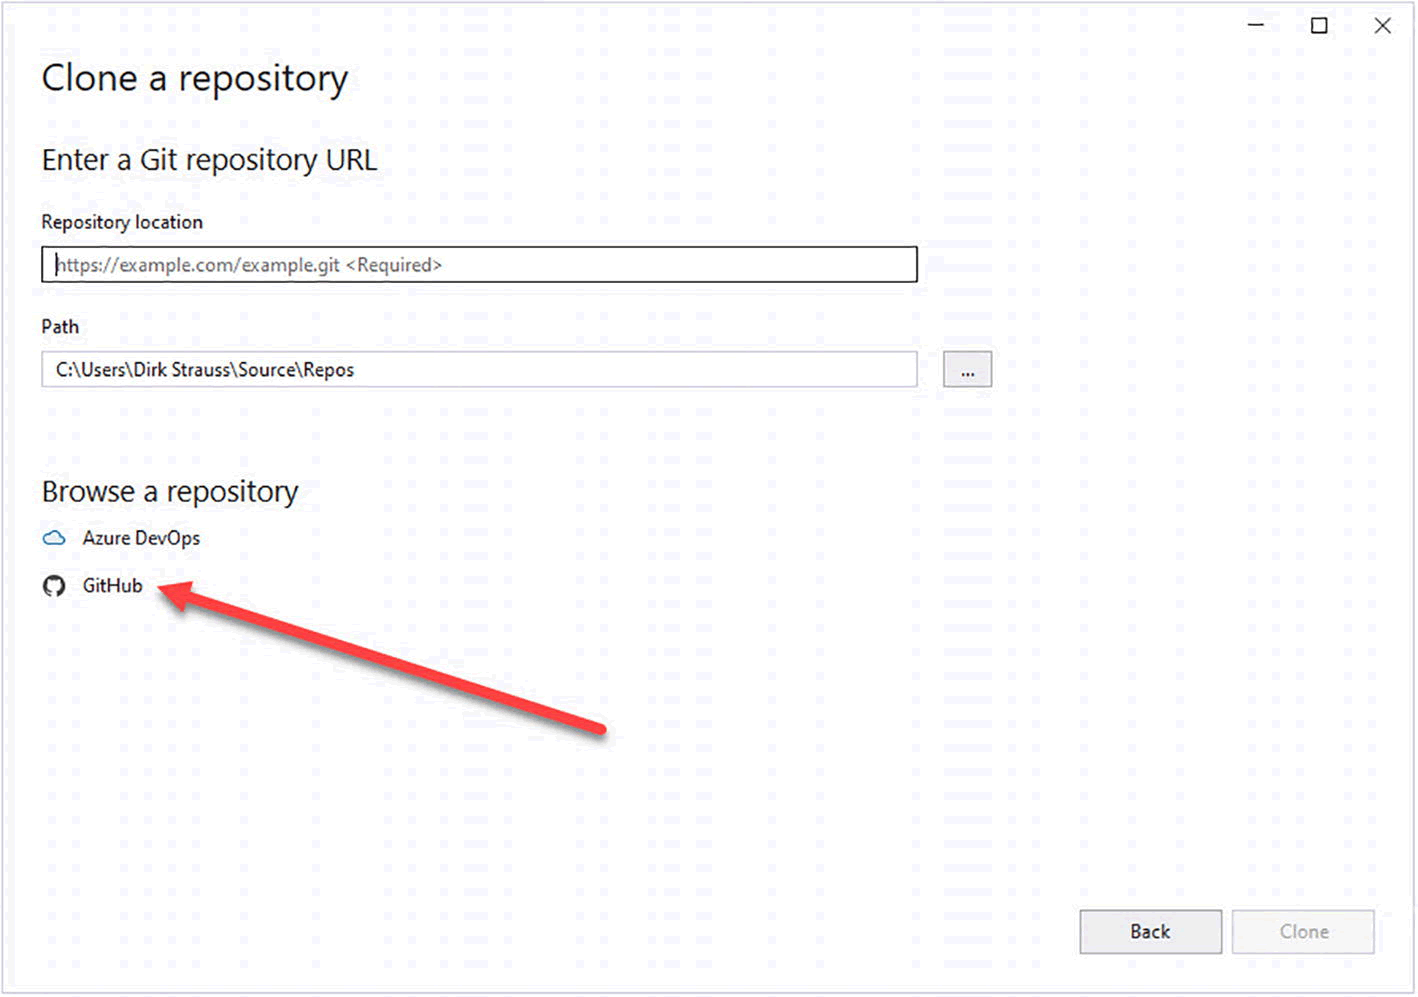 Clone a repository
Enter a Git repository URL
Repository location
https://example.com/example.git <Required>
Path
C:\Users\Dirk Strauss\Source\Repos
...
Browse a repository
Azure DevOps
GitHub
Back
Clone